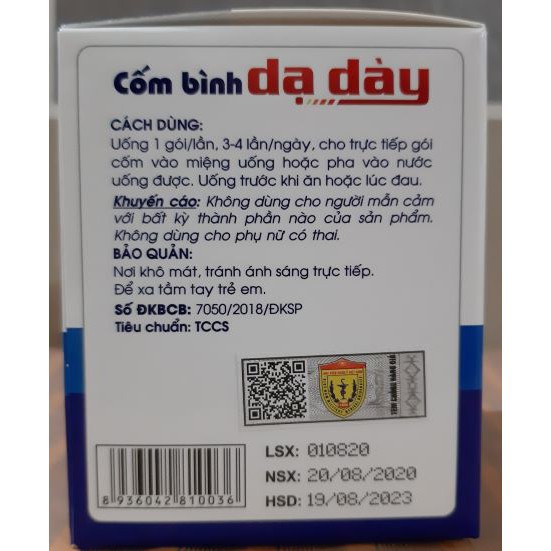 Cốm bình dạ dày
CÁCH DÙNG:
Uống 1 gói/lần, 3-4 lần/ngày, cho trực tiếp gói
cốm vào miệng uống hoặc pha vào nước
uống được. Uống trước khi ăn hoặc lúc đau.
Khuyến cáo: Không dùng cho người mẫn cảm
với bất kỳ thành phần nào của sản phẩm.
Không dùng cho phụ nữ có thai.
BẢO QUẢN:
Nơi khô mát, tránh ánh sáng trực tiếp.
Để xa tầm tay trẻ em.
Số ĐKBCB: 7050/2018/ĐKSP
Tiêu chuẩn: TCCS
TEM CHỐNG HÀNG GIẢ
LSX: 010820
NSX: 20/08/2020
HSD: 19/08/2023
8 936042 810036